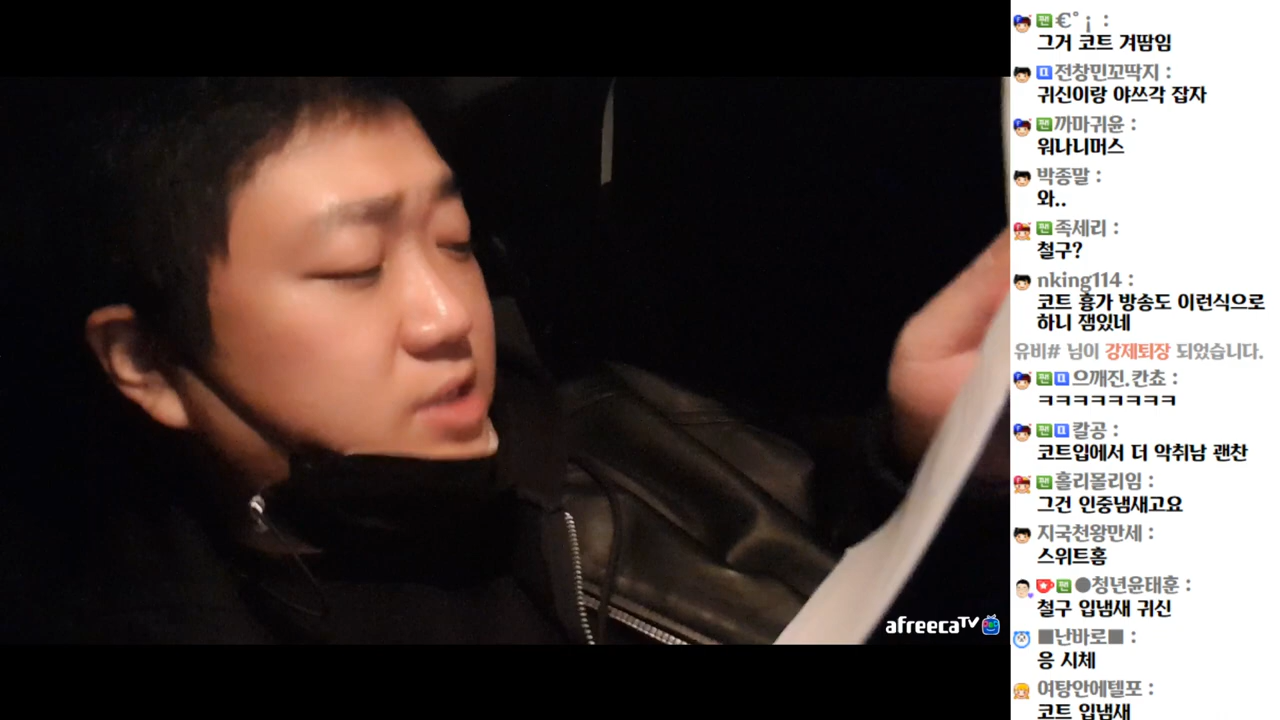 €˚¡ :
그거 코트 겨땀임
전창민꼬딱지 :
귀신이랑 야쓰각 잡자
팬 까마귀윤 :
워나니머스
박종말 :
와..
팬 족세리 :
철구?
nking114 :
코트 흉가 방송도 이런식으로
하니 잼있네
유비# 님이 강제퇴장 되었습니다.
팬 으깨진.칸쵸 :
ㅋㅋㅋㅋㅋㅋㅋㅋ
팬 칼공 :
코트입에서 더 악취남 괜찬
팬 홀리몰리임 :
그건 인중냄새고요
지국천왕만세 :
스위트홈
팬 ●청년윤태훈 :
철구 입냄새 귀신
■난바로■ :
응 시체
여탕안에텔포 :
코트 입냄새
afreecaTV